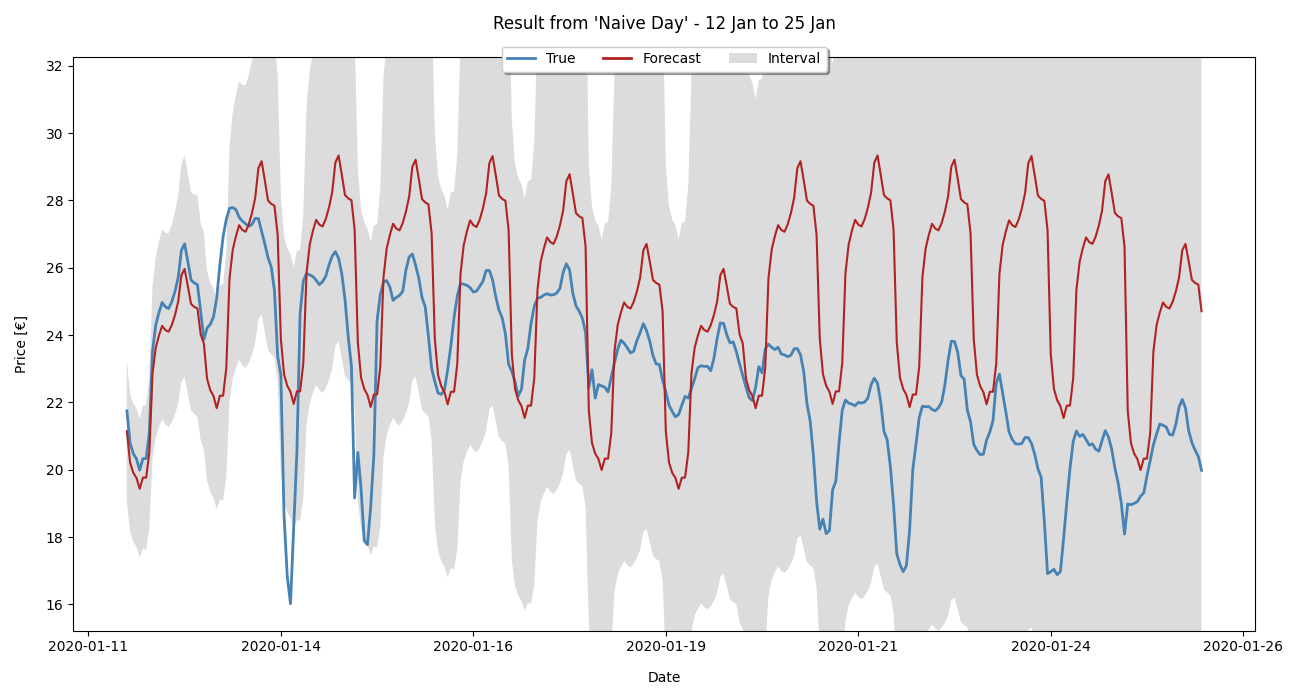 Result from 'Naive Day' - 12 Jan to 25 Jan
True Forecast Interval
Price [€]
32
30
28
26
24
22
20
18
16
2020-01-11 2020-01-14 2020-01-16 2020-01-19 2020-01-21 2020-01-24 2020-01-26
Date